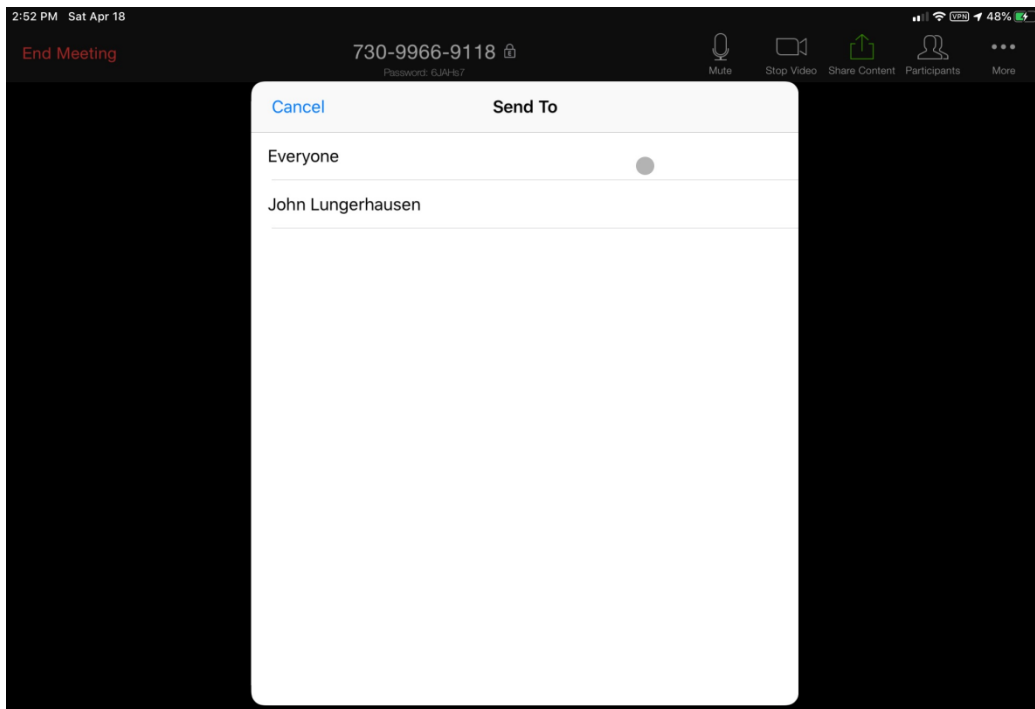 2:52 PM Sat Apr 18
VPN 48%
End Meeting
730-9966-9118
Password: 6JAHs7
Mute Stop Video Share Content Participants More
Cancel Send To
Everyone
John Lungerhausen